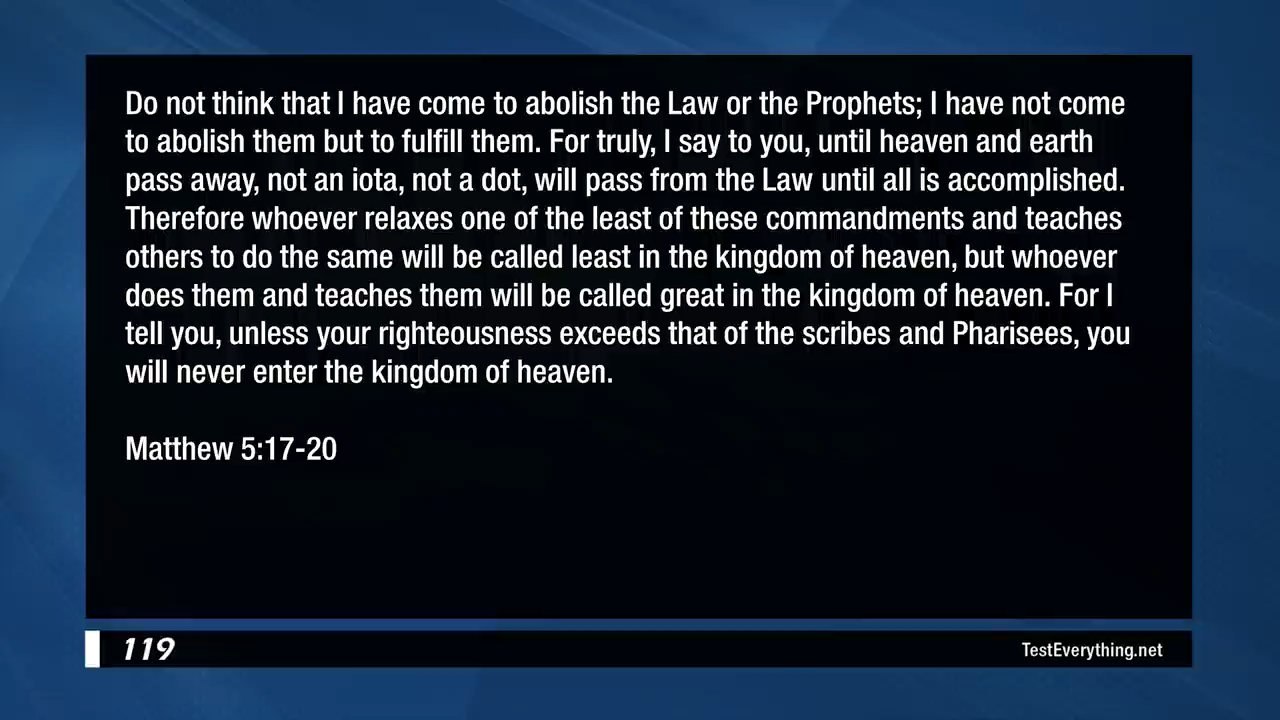 Do not think that I have come to abolish the Law or the Prophets; I have not come
to abolish them but to fulfill them. For truly, I say to you, until heaven and earth
pass away, not an iota, not a dot, will pass from the Law until all is accomplished.
Therefore whoever relaxes one of the least of these commandments and teaches
others to do the same will be called least in the kingdom of heaven, but whoever
does them and teaches them will be called great in the kingdom of heaven. For I
tell you, unless your righteousness exceeds that of the scribes and Pharisees, you
will never enter the kingdom of heaven.
Matthew 5:17-20
119
TestEverything.net